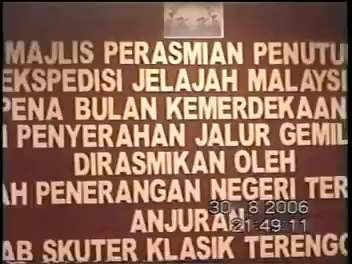 MAJLIS PERASMIAN PENUTU
EKSPEDISI JELAJAH MALAYSI
PENA BULAN KEMERDEKAAN
PENYERAHAN JALUR GEMIL
DIRASMIKAN OLEH
AH PENERANGAN NEGERI TER
ANJURAN
AB SKUTER KLASIK TERENGG
30. 8.2006
21:49:11